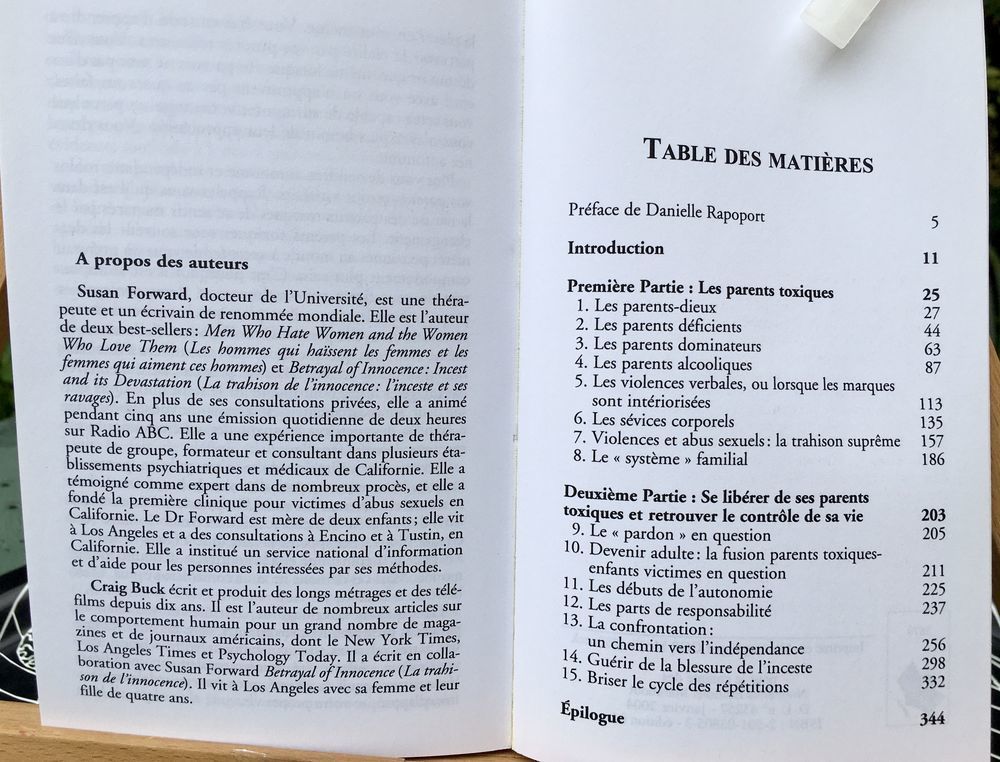 A propos des auteurs
Susan Forward, docteur de l'Université, est une théra-
peute et un écrivain de renommée mondiale. Elle est l'auteur
de deux best-sellers : Men Who Hate Women and the Women
Who Love Them (Les hommes qui haïssent les femmes et les
femmes qui aiment ces hommes) et Betrayal of Innocence : Incest
and its Devastation (La trahison de l'innocence : l'inceste et ses
ravages). En plus de ses consultations privées, elle a animé
pendant cinq ans une émission quotidienne de deux heures
sur Radio ABC. Elle a une expérience importante de théra-
peute de groupe, formateur et consultant dans plusieurs éta-
blissements psychiatriques et médicaux de Californie. Elle a
témoigné comme expert dans de nombreux procès, et elle a
fondé la première clinique pour victimes d'abus sexuels en
Californie. Le Dr Forward est mère de deux enfants ; elle vit
à Los Angeles et a des consultations à Encino et à Tustin, en
Californie. Elle a institué un service national d'information
et d'aide pour les personnes intéressées par ses méthodes.
Craig Buck écrit et produit des longs métrages et des télé-
films depuis dix ans. Il est l'auteur de nombreux articles sur
le comportement humain pour un grand nombre de maga-
zines et de journaux américains, dont le New York Times,
Los Angeles Times et Psychology Today. Il a écrit en colla-
boration avec Susan Forward Betrayal of Innocence (La trahi-
son de l'innocence). Il vit à Los Angeles avec sa femme et leur
fille de quatre ans.
TABLE DES MATIÈRES
Préface de Danielle Rapoport 5
Introduction 11
Première Partie : Les parents toxiques 25
1. Les parents-dieux 27
2. Les parents déficients 44
3. Les parents dominateurs 63
4. Les parents alcooliques 87
5. Les violences verbales, ou lorsque les marques
sont intériorisées 113
6. Les sévices corporels 135
7. Violences et abus sexuels : la trahison suprême 157
8. Le « système » familial 186
Deuxième Partie : Se libérer de ses parents
toxiques et retrouver le contrôle de sa vie 203
9. Le « pardon » en question 205
10. Devenir adulte : la fusion parents toxiques-
enfants victimes en question 211
11. Les débuts de l'autonomie 225
12. Les parts de responsabilité 237
13. La confrontation :
un chemin vers l'indépendance 256
14. Guérir de la blessure de l'inceste 298
15. Briser le cycle des répétitions 332
Épilogue 344